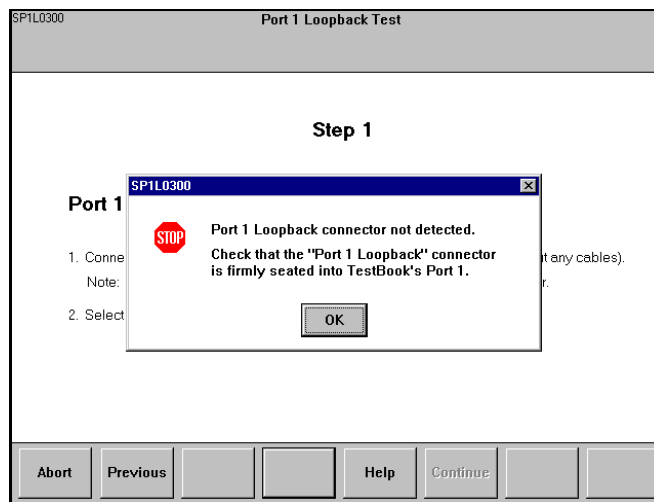 SP1L0300
Port 1 Loopback Test
Step 1
SP1L0300
Port 1
STOP
Port 1 Loopback connector not detected.
Check that the "Port 1 Loopback" connector
is firmly seated into TestBook's Port 1.
1. Conne
t any cables).
Note:
r.
2. Select
OK
Abort Previous Help Continue